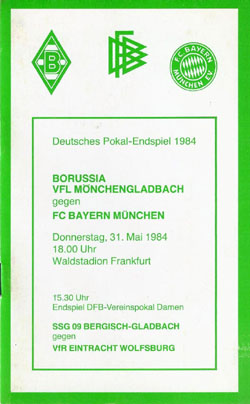 B
DFB
FC BAYERN
MÜNCHEN EV
Deutsches Pokal-Endspiel 1984
BORUSSIA
VFL MÖNCHENGLADBACH
gegen
FC BAYERN MÜNCHEN
Donnerstag, 31. Mai 1984
18.00 Uhr
Waldstadion Frankfurt
15.30 Uhr
Endspiel DFB-Vereinspokal Damen
SSG 09 BERGISCH-GLADBACH
gegen
VfR EINTRACHT WOLFSBURG